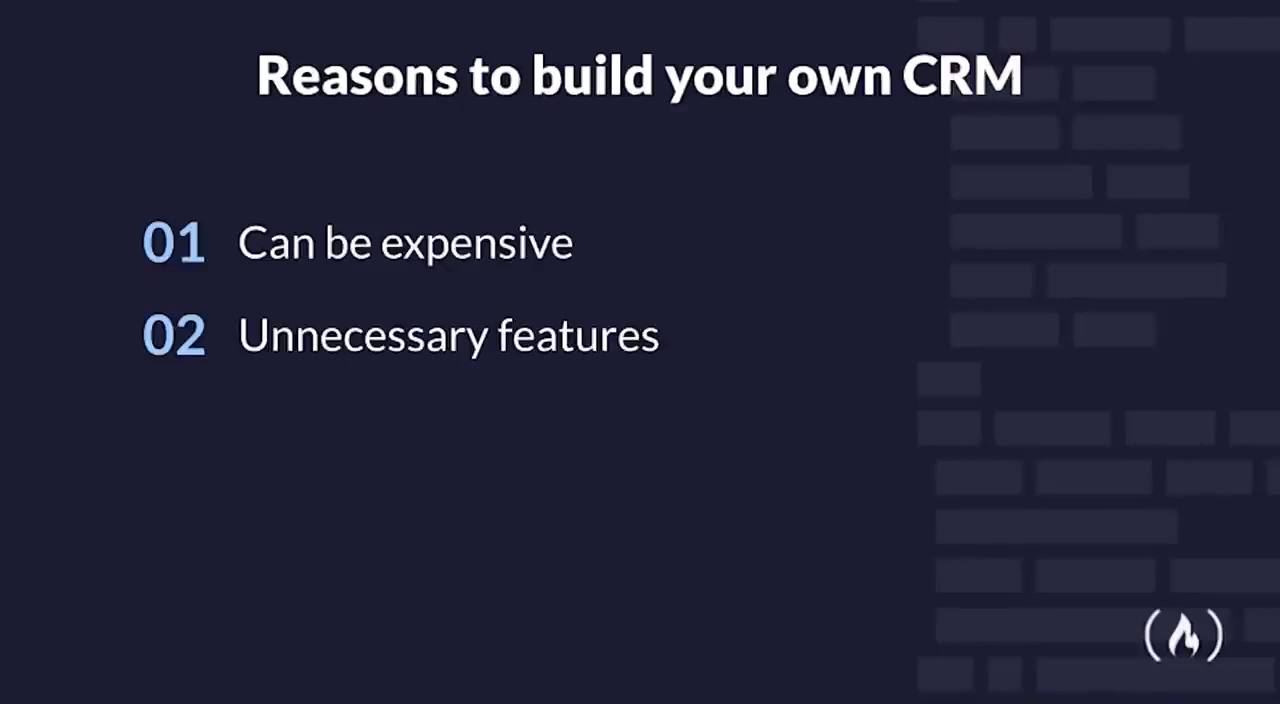 Reasons to build your own CRM
01 Can be expensive
02 Unnecessary features